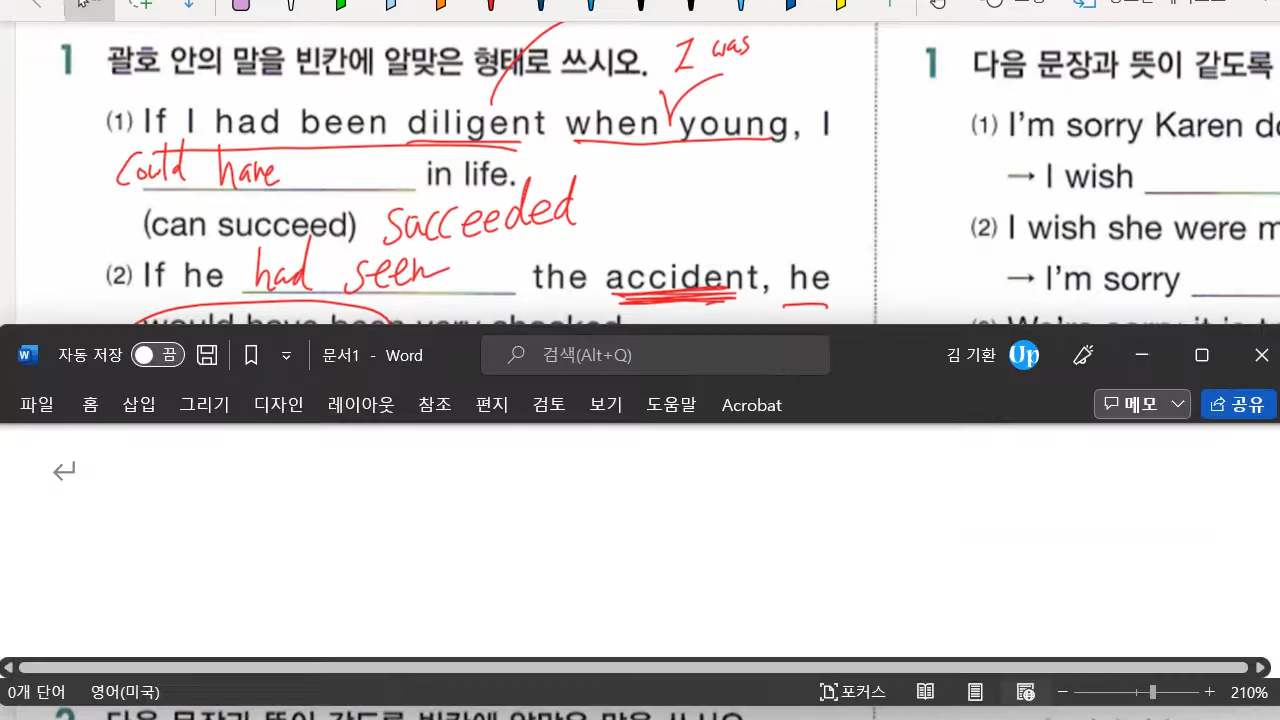 1 괄호 안의 말을 빈칸에 알맞은 형태로 쓰시오.
I was
(1) If I had been diligent when young, I
could have in life.
(can succeed) succeeded
(2) If he had seen the accident, he
would have been very shocked.
1 다음 문장과 뜻이 같도록
(1) I'm sorry Karen do
→ I wish
(2) I wish she were m
→ I'm sorry
자동 저장 끔 문서1 - Word 검색(Alt+Q) 김 기환 Up
파일 홈 삽입 그리기 디자인 레이아웃 참조 편지 검토 보기 도움말 Acrobat 메모 공유
0개 단어 영어(미국) 포커스 210%